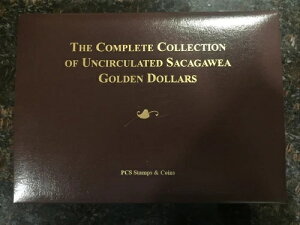 The Complete Collection
of Uncirculated Sacagawea
Golden Dollars
PCS Stamps & Coins